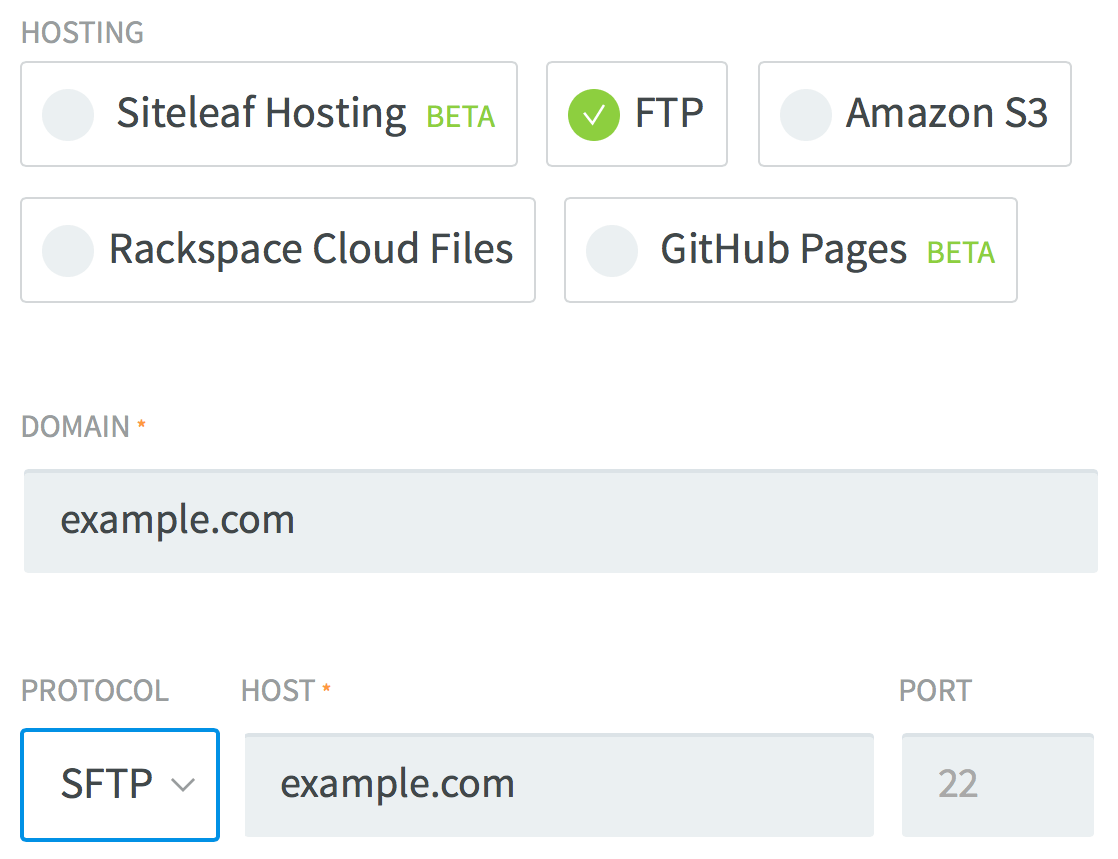 HOSTING
Siteleaf Hosting BETA FTP Amazon S3
Rackspace Cloud Files GitHub Pages BETA
DOMAIN *
example.com
PROTOCOL HOST * PORT
SFTP example.com 22